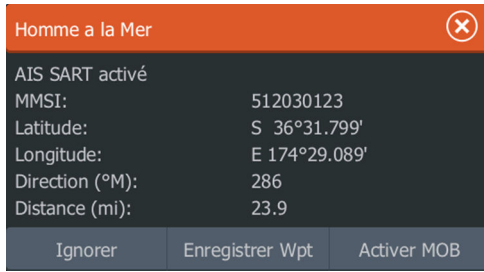 Homme a la Mer
AIS SART activé
MMSI: 512030123
Latitude: S 36°31.799'
Longitude: E 174°29.089'
Direction (°M): 286
Distance (mi): 23.9
Ignorer Enregistrer Wpt Activer MOB